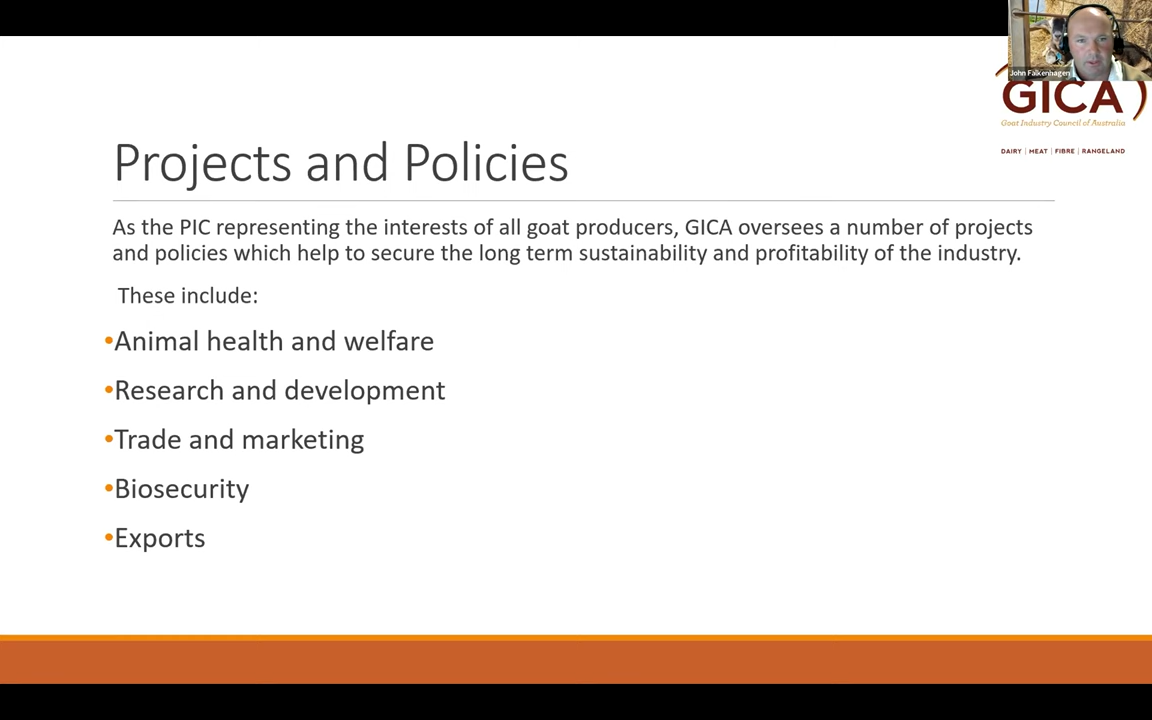 John Falkenhagen
GICA
Goat Industry Council of Australia
DAIRY | MEAT | FIBRE | RANGELAND
Projects and Policies
As the PIC representing the interests of all goat producers, GICA oversees a number of projects
and policies which help to secure the long term sustainability and profitability of the industry.
These include:
•Animal health and welfare
•Research and development
•Trade and marketing
•Biosecurity
•Exports